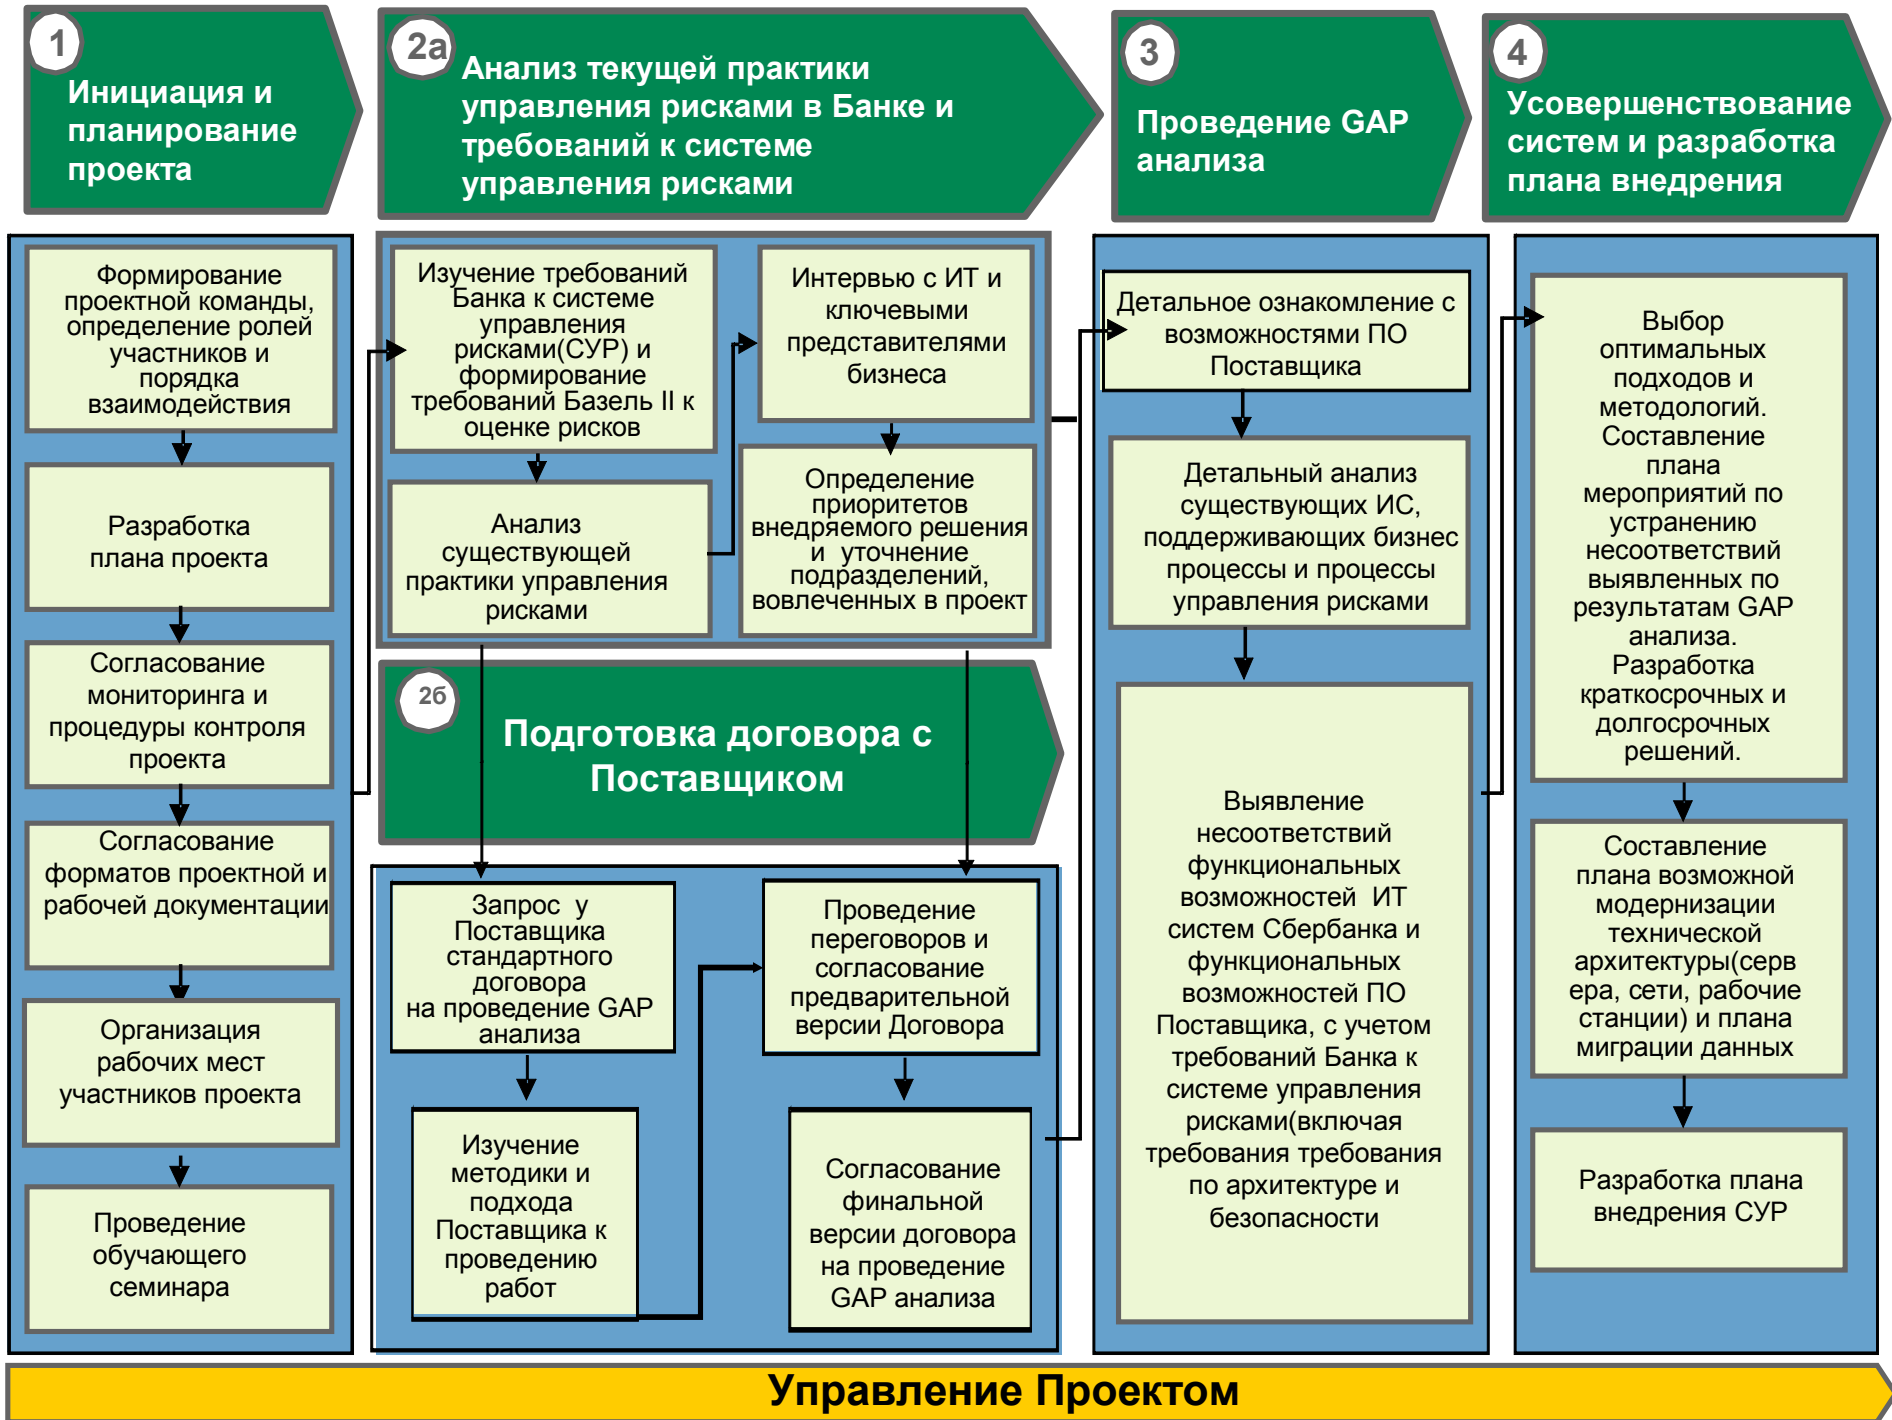 1
Инициация и
планирование
проекта
2а
Анализ текущей практики
управления рисками в Банке и
требований к системе
управления рисками
3
Проведение GAP
анализа
4
Усовершенствование
систем и разработка
плана внедрения
Формирование
проектной команды,
определение ролей
участников и
порядка
взаимодействия
Разработка
плана проекта
Согласование
мониторинга и
процедуры контроля
проекта
Согласование
форматов проектной и
рабочей документации
Организация
рабочих мест
участников проекта
Проведение
обучающего
семинара
Изучение требований
Банка к системе
управления
рисками(СУР) и
формирование
требований Базель II к
оценке рисков
Анализ
существующей
практики управления
рисками
Интервью с ИТ и
ключевыми
представителями
бизнеса
Определение
приоритетов
внедряемого решения
и уточнение
подразделений,
вовлеченных в проект
2б
Подготовка договора с
Поставщиком
Запрос у
Поставщика
стандартного
договора
на проведение GAP
анализа
Изучение
методики и
подхода
Поставщика к
проведению
работ
Проведение
переговоров и
согласование
предварительной
версии Договора
Согласование
финальной
версии договора
на проведение
GAP анализа
Детальное ознакомление с
возможностями ПО
Поставщика
Детальный анализ
существующих ИС,
поддерживающих бизнес
процессы и процессы
управления рисками
Выявление
несоответствий
функциональных
возможностей ИТ
систем Сбербанка и
функциональных
возможностей ПО
Поставщика, с учетом
требований Банка к
системе управления
рисками(включая
требования требования
по архитектуре и
безопасности
Выбор
оптимальных
подходов и
методологий.
Составление
плана
мероприятий по
устранению
несоответствий
выявленных по
результатам GAP
анализа.
Разработка
краткосрочных и
долгосрочных
решений.
Составление
плана возможной
модернизации
технической
архитектуры(серв
ера, сети, рабочие
станции) и плана
миграции данных
Разработка плана
внедрения СУР
Управление Проектом